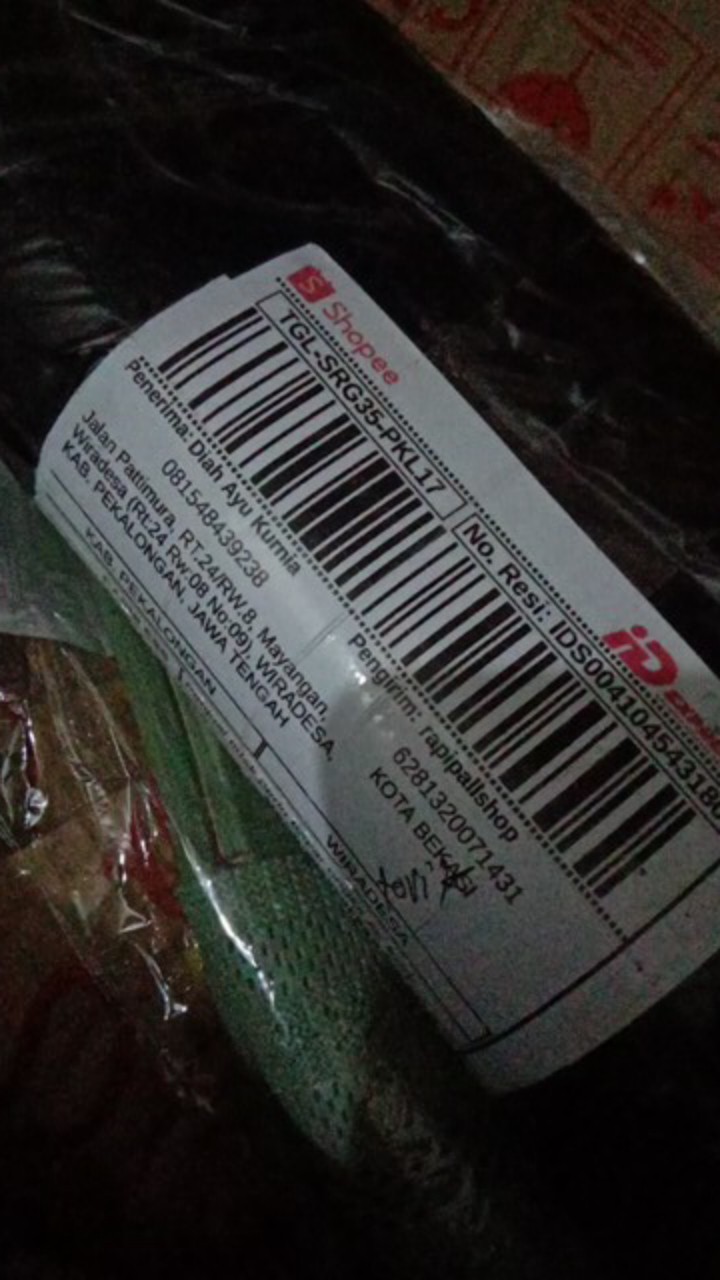 Shopee
TGL-SRG35-PKL17
No. Resi: IDS0041045431
Penerima: Diah Ayu Kurnia
081548439238
Jalan Pattimura, RT.24/RW.8, Mayangan,
Wiradesa (Rt:24 Rw:08 No:09), WIRADESA,
KAB. PEKALONGAN, JAWA TENGAH
Pengirim: rapipallshop
6281320071431
KOTA BEKASI
KAB. PEKALONGAN
WIRADESA